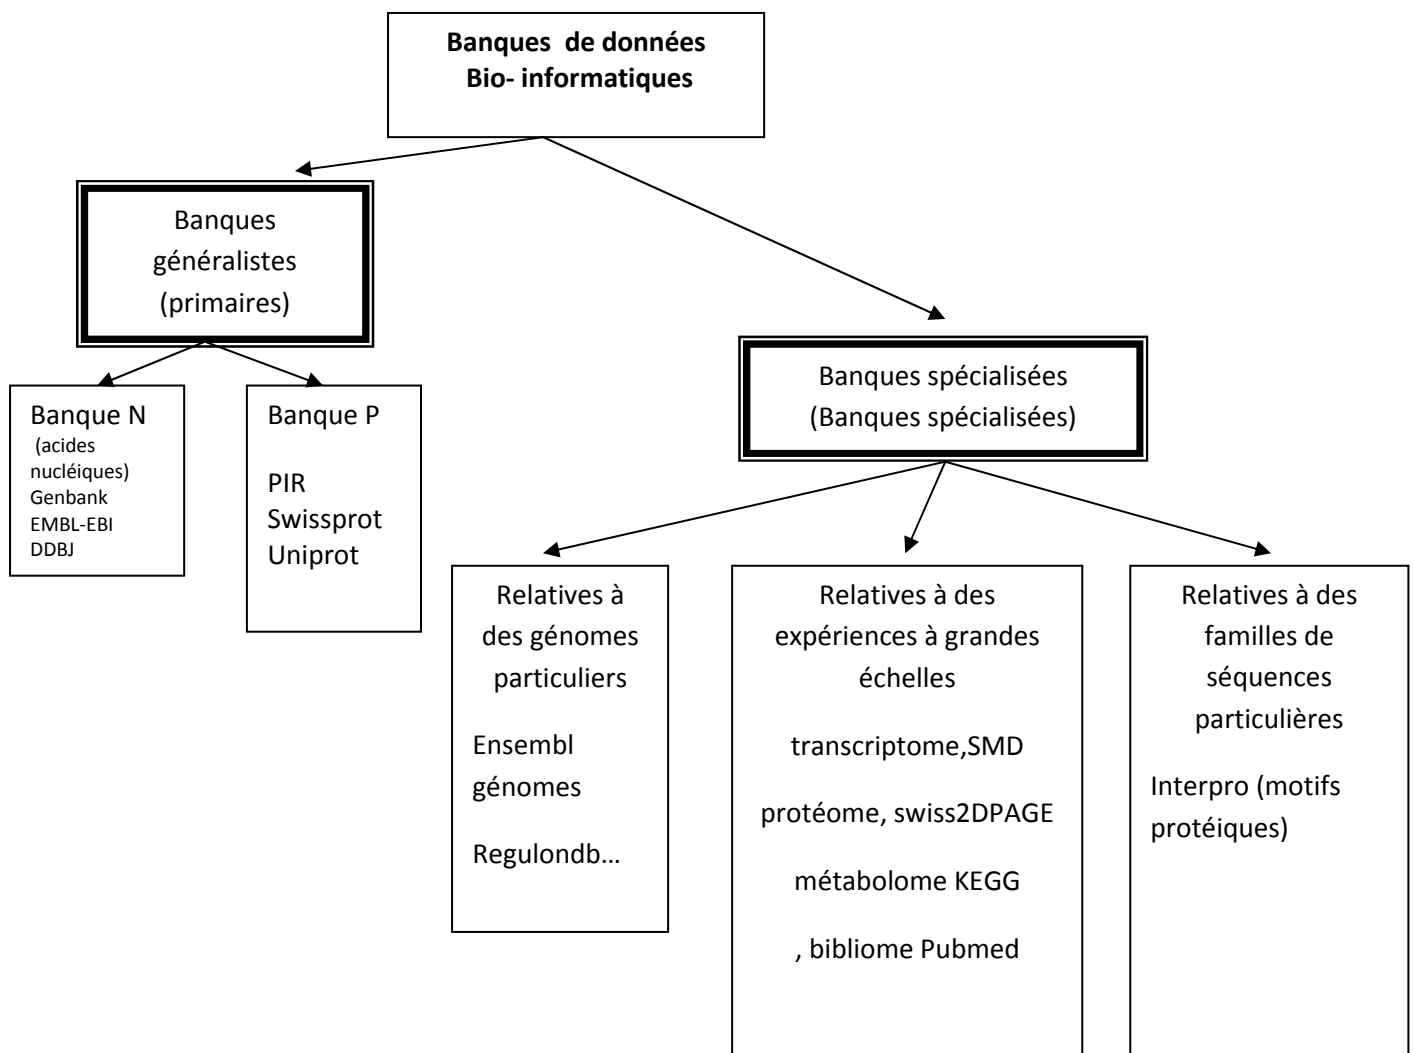 Banques de données
Bio- informatiques
Banques
généralistes
(primaires)
Banque N
(acides
nucléiques)
Genbank
EMBL-EBI
DDBJ
Banque P
PIR
Swissprot
Uniprot
Banques spécialisées
(Banques spécialisées)
Relatives à
des génomes
particuliers
Ensembl
génomes
Regulondb...
Relatives à des
expériences à grandes
échelles
transcriptome,SMD
protéome, swiss2DPAGE
métabolome KEGG
, bibliome Pubmed
Relatives à des
familles de
séquences
particulières
Interpro (motifs
protéiques)